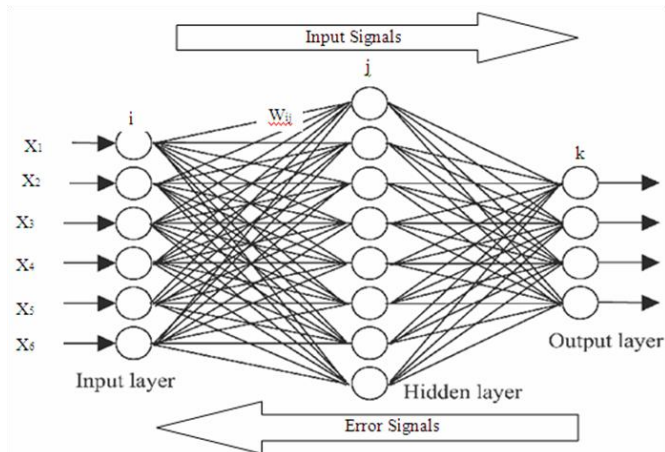 Input Signals
j
i
Wij
k
X1
X2
X3
X4
X5
X6
Input layer
Hidden layer
Output layer
Error Signals